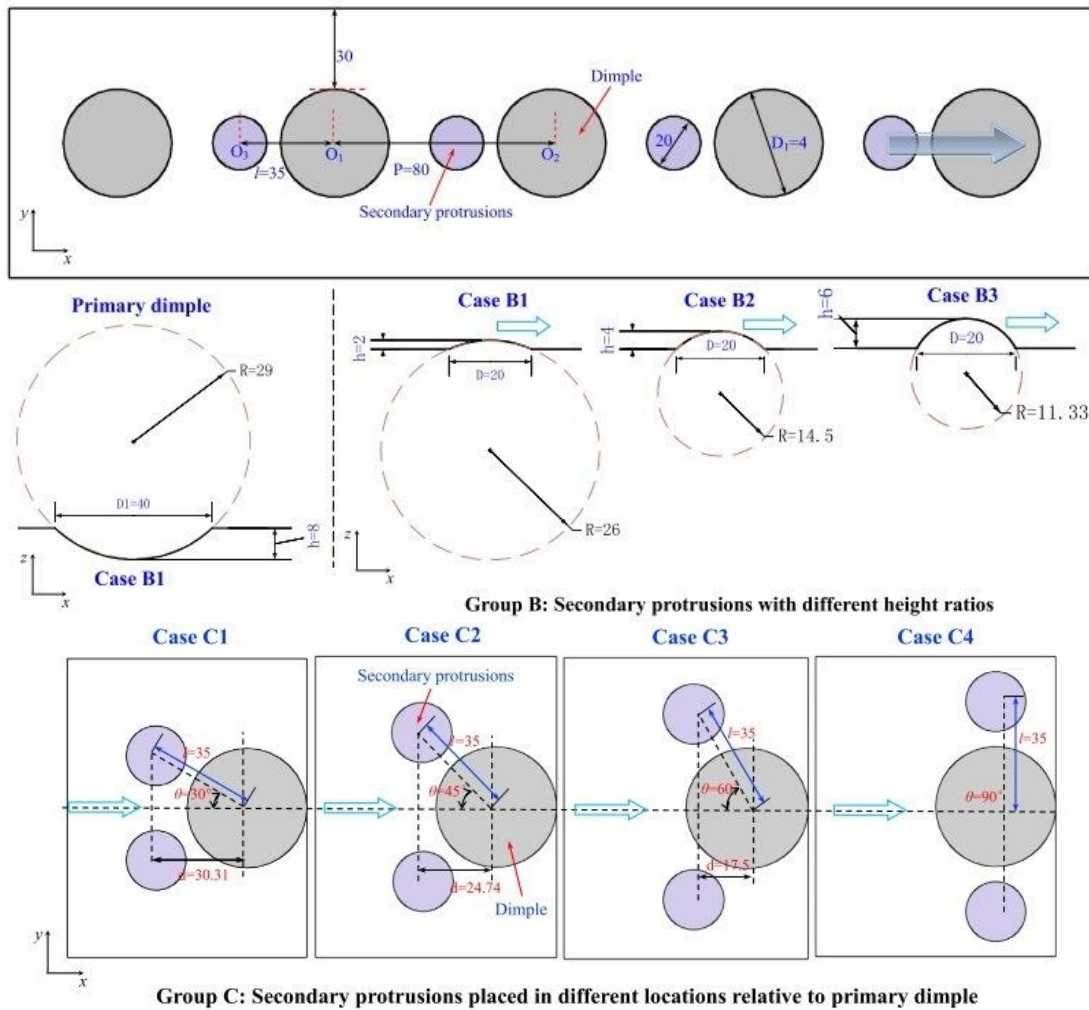 30
Dimple
O₃
O₁
O₂
20
D₁=4
l=35
P=80
Secondary protrusions
y
x
Primary dimple
Case B1
Case B2
Case B3
h=2
h=4
h=6
D=20
D=20
D=20
R=29
R=11.33
R=14.5
D1=40
R=26
h=8
z
x
Case B1
z
x
Group B: Secondary protrusions with different height ratios
Case C1
Case C2
Case C3
Case C4
Secondary protrusions
l=35
l=35
l=35
l=35
θ=30°
θ=45°
θ=60
θ=90°
d=30.31
d=24.74
d=17.5
Dimple
y
x
Group C: Secondary protrusions placed in different locations relative to primary dimple